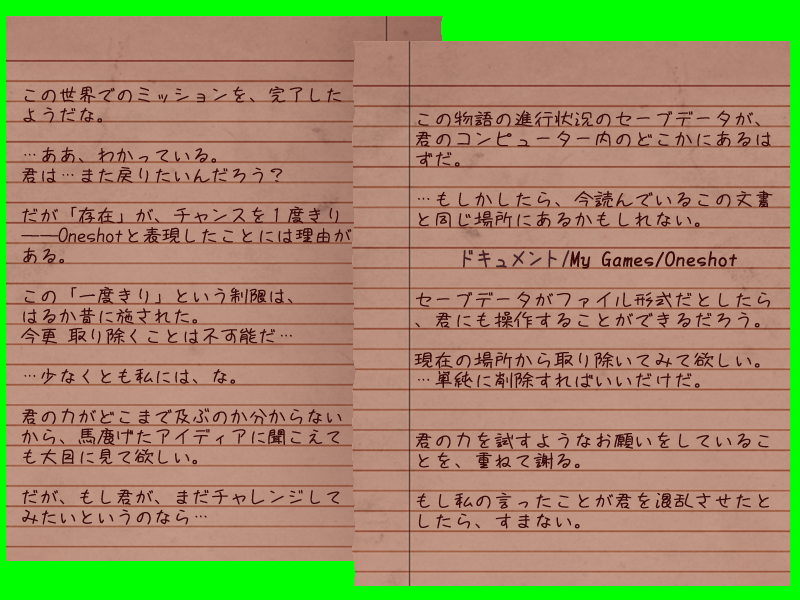 この世界でのミッションを、完了した
ようだな。
…ああ、わかっている。
君は…また戻りたいんだろう？
だが「存在」が、チャンスを１度きり
――Oneshotと表現したことには理由が
ある。
この「一度きり」という制限は、
はるか昔に施された。
今更 取り除くことは不可能だ…
…少なくとも私には、な。
君の力がどこまで及ぶのか分からない
から、馬鹿げたアイディアに聞こえて
も大目に見て欲しい。
だが、もし君が、まだチャレンジして
みたいというのなら…
この物語の進行状況のセーブデータが、
君のコンピューター内のどこかにあるは
ずだ。
…もしかしたら、今読んでいるこの文書
と同じ場所にあるかもしれない。
ドキュメント/My Games/Oneshot
セーブデータがファイル形式だとしたら
、君にも操作することができるだろう。
現在の場所から取り除いてみて欲しい。
…単純に削除すればいいだけだ。
君の力を試すようなお願いをしているこ
とを、重ねて謝る。
もし私の言ったことが君を混乱させたと
したら、すまない。